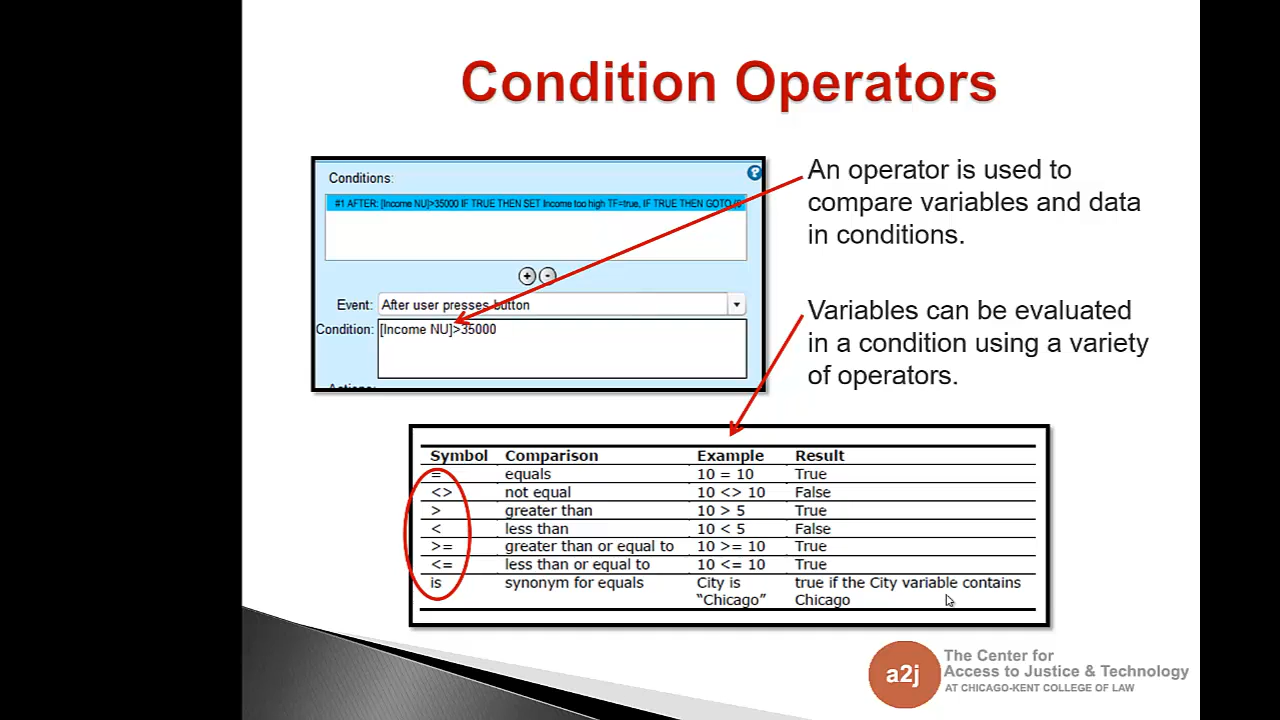 Condition Operators
Conditions:
?
#1 AFTER: [Income NU]>35000 IF TRUE THEN SET Income too high TF=true, IF TRUE THEN GOTO
+ -
Event: After user presses button
Condition: [Income NU]>35000
An operator is used to
compare variables and data
in conditions.
Variables can be evaluated
in a condition using a variety
of operators.
Symbol Comparison Example Result
= equals 10 = 10 True
<> not equal 10 <> 10 False
> greater than 10 > 5 True
< less than 10 < 5 False
>= greater than or equal to 10 >= 10 True
<= less than or equal to 10 <= 10 True
is synonym for equals City is true if the City variable contains
"Chicago" Chicago
a2j
The Center for
Access to Justice & Technology
AT CHICAGO-KENT COLLEGE OF LAW